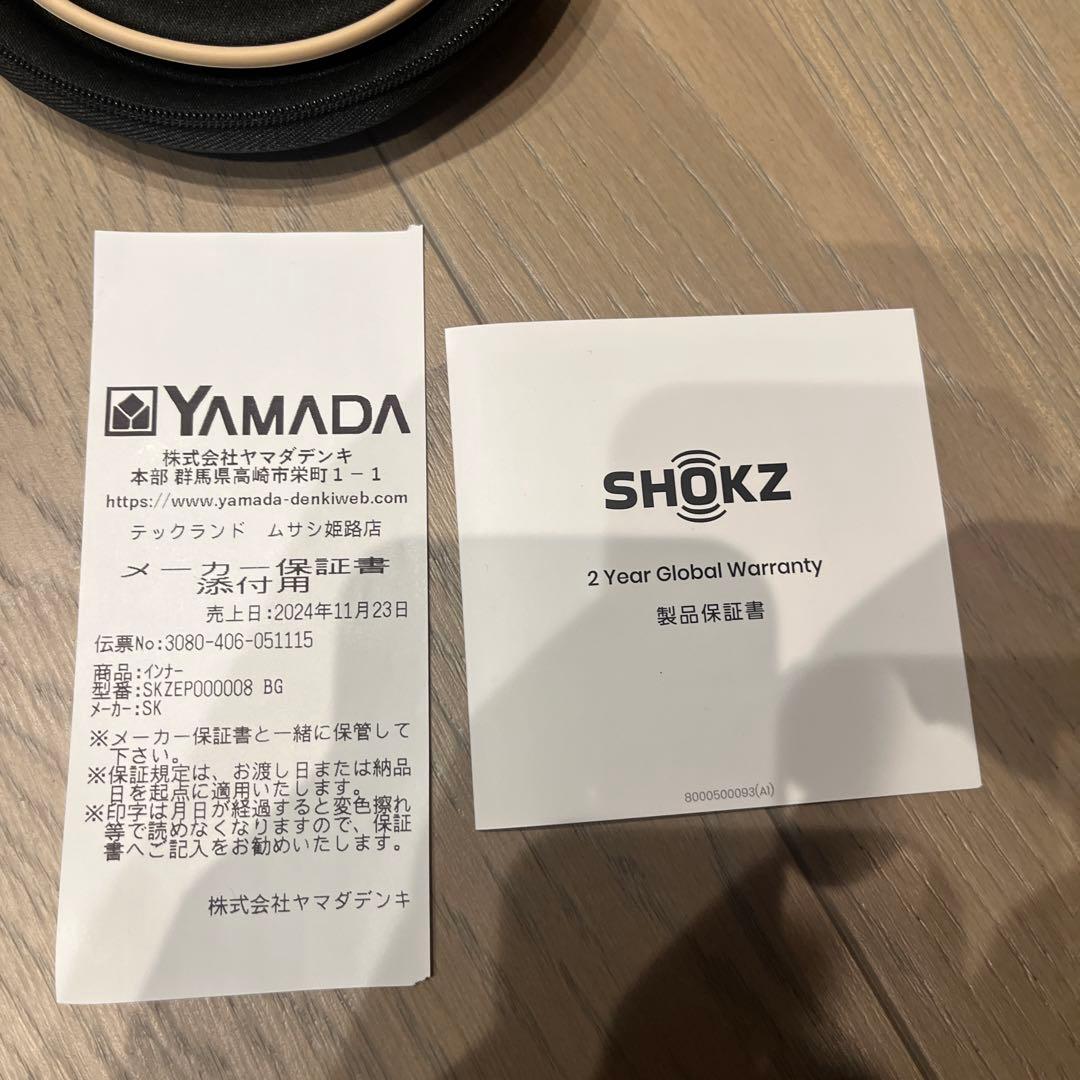 YAMADA
株式会社ヤマダデンキ
本部 群馬県高崎市栄町1-1
https://www.yamada-denkiweb.com
テックランド　ムサシ姫路店
メーカー保証書
添付用
売上日:2024年11月23日
伝票No:3080-406-051115
商品:ｲﾝﾅｰ
型番:SKZEP000008 BG
ﾒｰｶｰ:SK
※メーカー保証書と一緒に保管して
下さい。
※保証規定は、お渡し日または納品
日を起点に適用いたします。
※印字は月日が経過すると変色擦れ
等で読めなくなりますので、保証
書へご記入をお勧めいたします。
株式会社ヤマダデンキ
SHOKZ
2 Year Global Warranty
製品保証書
8000500093(A1)